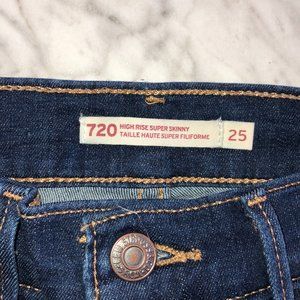 720 HIGH RISE SUPER SKINNY
TAILLE HAUTE SUPER FILIFORME 25